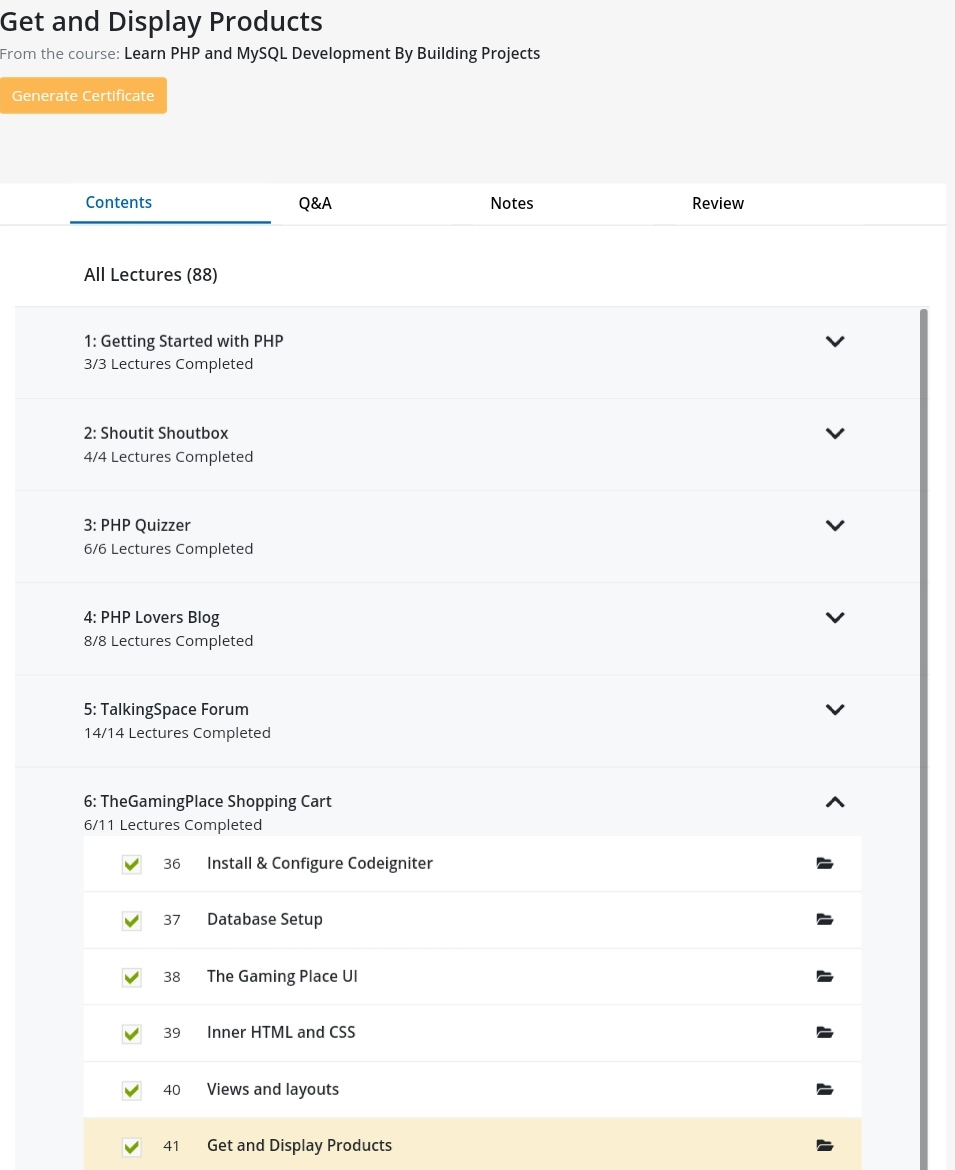 Get and Display Products
From the course: Learn PHP and MySQL Development By Building Projects
Generate Certificate
Contents Q&A Notes Review
All Lectures (88)
1: Getting Started with PHP
3/3 Lectures Completed
2: Shoutit Shoutbox
4/4 Lectures Completed
3: PHP Quizzer
6/6 Lectures Completed
4: PHP Lovers Blog
8/8 Lectures Completed
5: TalkingSpace Forum
14/14 Lectures Completed
6: TheGamingPlace Shopping Cart
6/11 Lectures Completed
36 Install & Configure Codeigniter
37 Database Setup
38 The Gaming Place UI
39 Inner HTML and CSS
40 Views and layouts
41 Get and Display Products